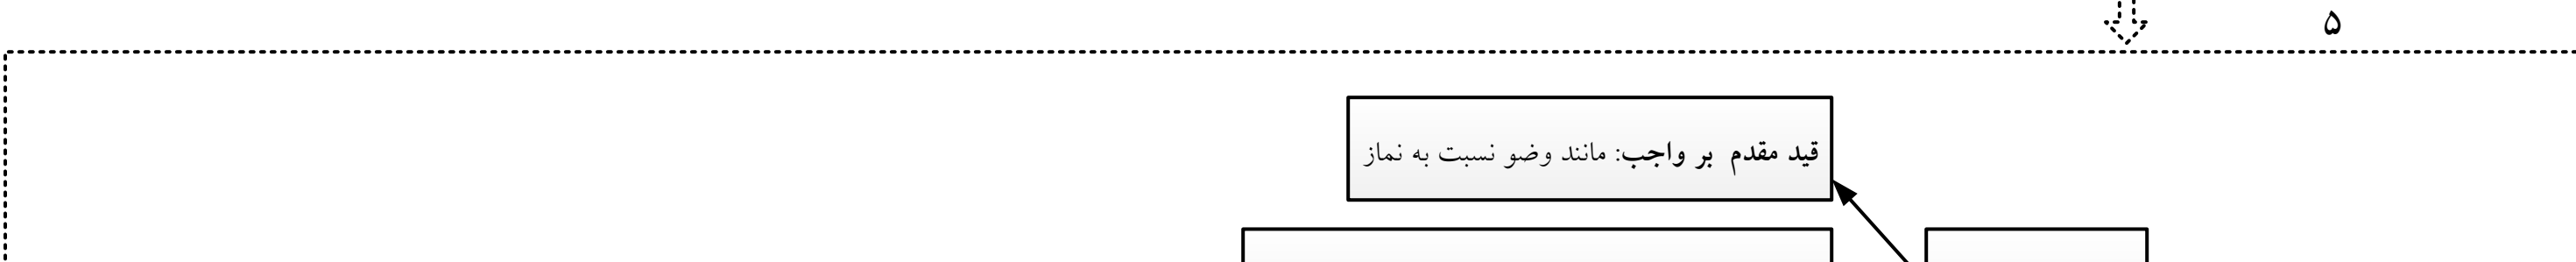 ۵
قید مقدم بر واجب: مانند وضو نسبت به نماز